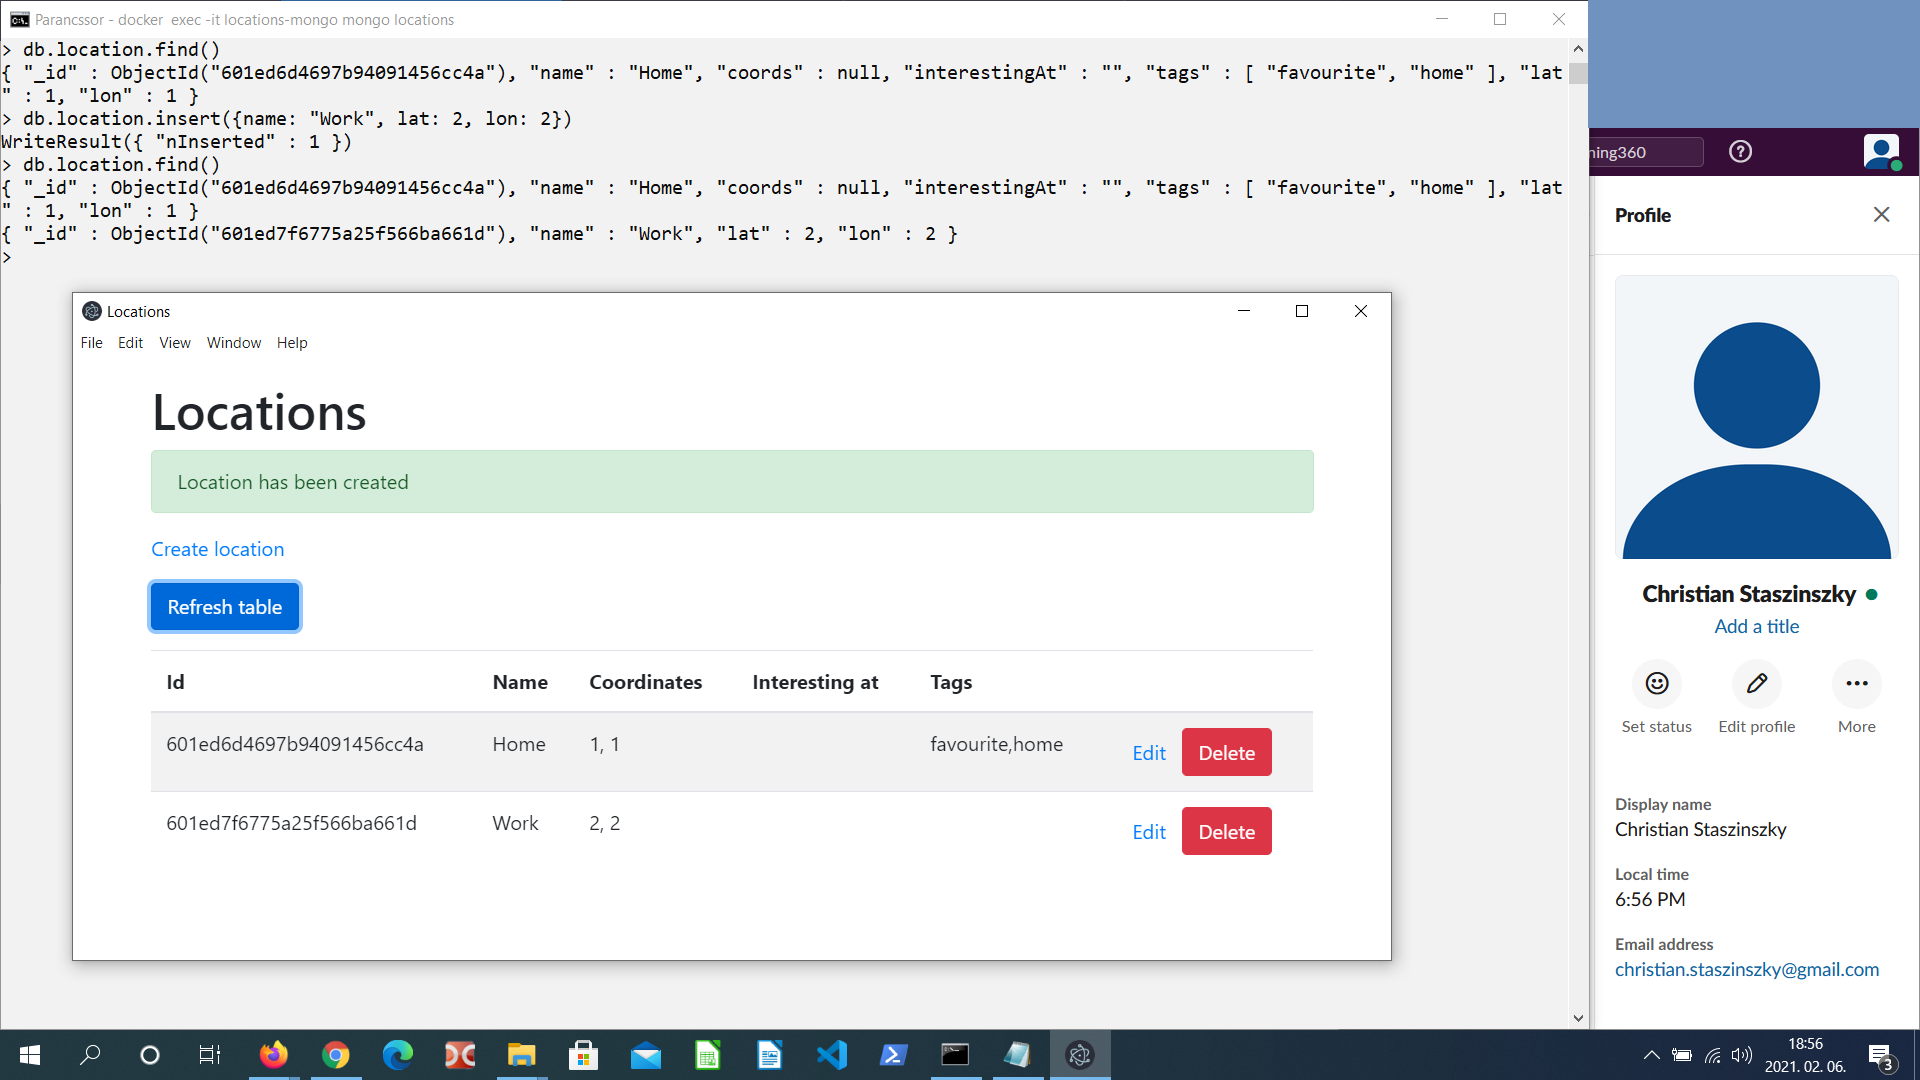 Parancssor - docker  exec -it locations-mongo mongo locations
> db.location.find()
{ "_id" : ObjectId("601ed6d4697b94091456cc4a"), "name" : "Home", "coords" : null, "interestingAt" : "", "tags" : [ "favourite", "home" ], "lat
" : 1, "lon" : 1 }
> db.location.insert({name: "Work", lat: 2, lon: 2})
WriteResult({ "nInserted" : 1 })
> db.location.find()
{ "_id" : ObjectId("601ed6d4697b94091456cc4a"), "name" : "Home", "coords" : null, "interestingAt" : "", "tags" : [ "favourite", "home" ], "lat
" : 1, "lon" : 1 }
{ "_id" : ObjectId("601ed7f6775a25f566ba661d"), "name" : "Work", "lat" : 2, "lon" : 2 }
>
Locations
File Edit View Window Help
Locations
Location has been created
Create location
Refresh table
Id Name Coordinates Interesting at Tags
601ed6d4697b94091456cc4a Home 1, 1 favourite,home Edit Delete
601ed7f6775a25f566ba661d Work 2, 2 Edit Delete
ning360
Profile
Christian Staszinszky
Add a title
Set status Edit profile More
Display name
Christian Staszinszky
Local time
6:56 PM
Email address
christian.staszinszky@gmail.com
18:56
2021. 02. 06.
3